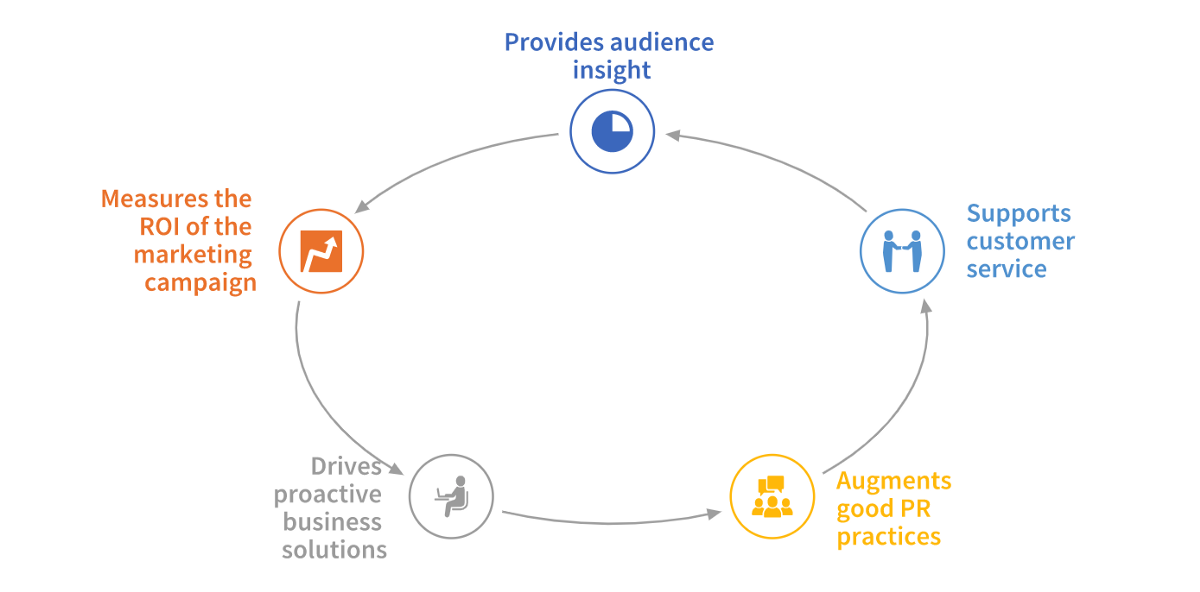 Provides audience
insight
Measures the
ROI of the
marketing
campaign
Supports
customer
service
Drives
proactive
business
solutions
Augments
good PR
practices